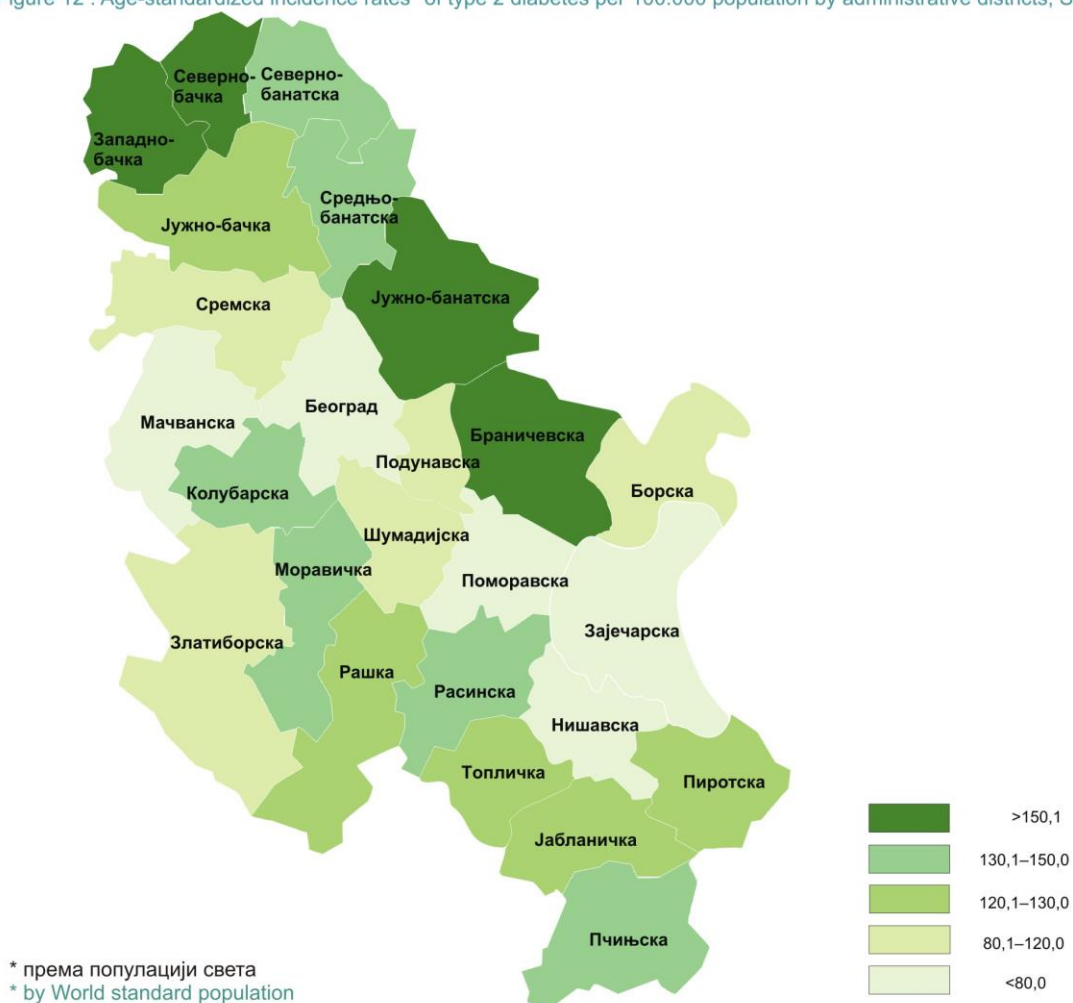 igure 12 . Age-standardized incidence rates* of type 2 diabetes per 100.000 population by administrative districts, S
Северно-
бачка
Северно-
банатска
Западно-
бачка
Средњо-
банатска
Јужно-бачка
Јужно-банатска
Сремска
Мачванска
Београд
Подунавска
Браничевска
Борска
Колубарска
Шумадијска
Моравичка
Поморавска
Зајечарска
Златиборска
Рашка
Расинска
Нишавска
Топличка
Пиротска
Јабланичка
Пчињска
>150,1
130,1–150,0
120,1–130,0
80,1–120,0
<80,0
* према популацији света
* by World standard population